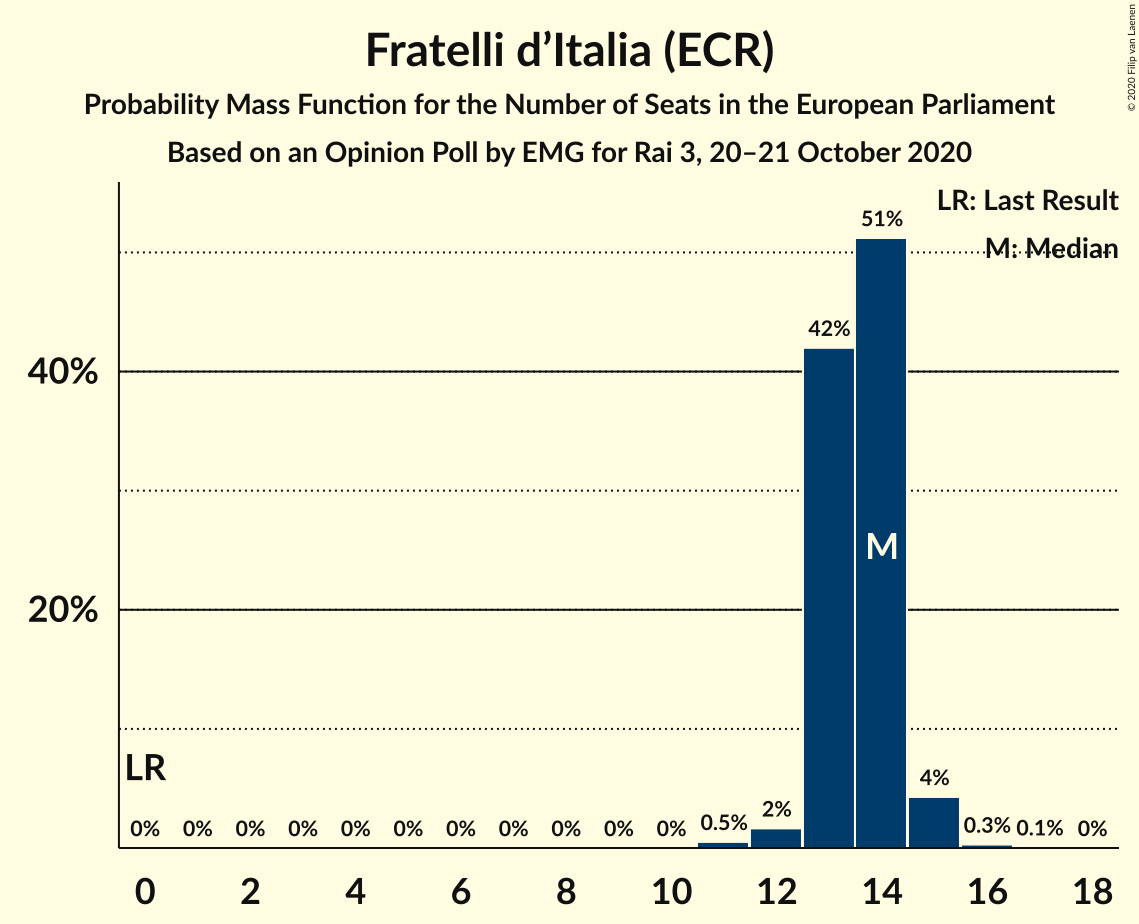 Fratelli d’Italia (ECR)
Probability Mass Function for the Number of Seats in the European Parliament
Based on an Opinion Poll by EMG for Rai 3, 20–21 October 2020
© 2020 Filip van Laenen
LR: Last Result
M: Median
51%
42%
40%
M
20%
LR
0% 0% 0% 0% 0% 0% 0% 0% 0% 0% 0% 0.5% 2% 4% 0.3% 0.1% 0%
0 2 4 6 8 10 12 14 16 18